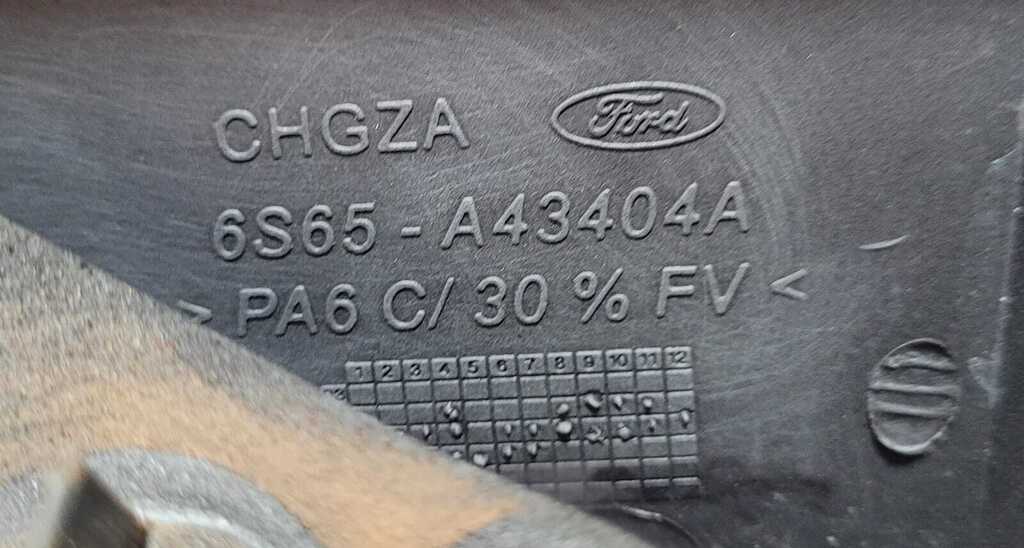 CHGZA Ford
6S65 - A43404A
> PA6 C/ 30 % FV <
1 2 3 4 5 6 7 8 9 10 11 12